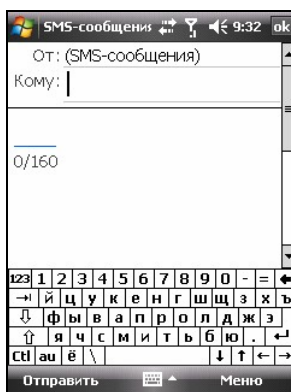 SMS-сообщения 9:32 ok
От: (SMS-сообщения)
Кому:
0/160
123 1 2 3 4 5 6 7 8 9 0 - =
й ц у к е н г ш щ з х ъ
ф ы в а п р о л д ж э
я ч с м и т ь б ю .
Ctl au ё \
Отправить Меню